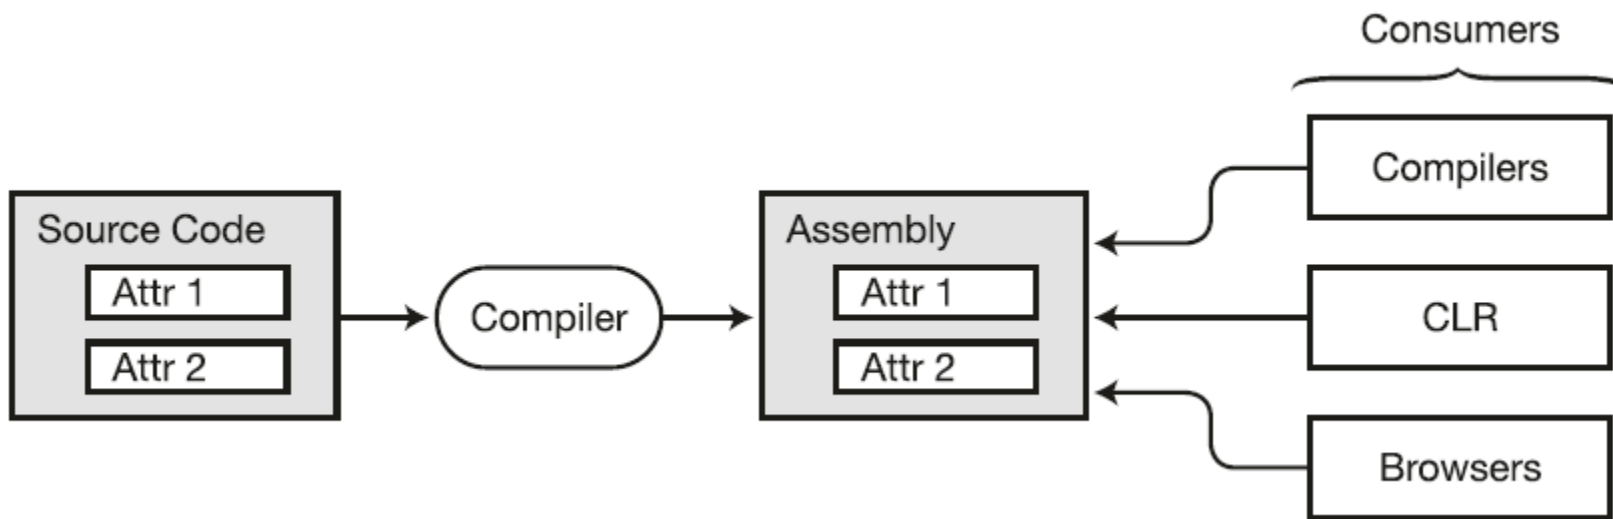 Consumers
Compilers
Source Code
Attr 1
Attr 2
Compiler
Assembly
Attr 1
Attr 2
CLR
Browsers